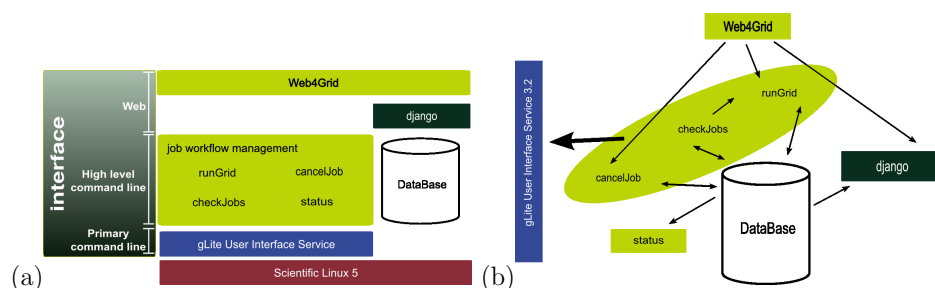 (a)
interface
Web
High level
command line
Primary
command line
Web4Grid
django
job workflow management
runGrid
cancelJob
checkJobs
status
DataBase
gLite User Interface Service
Scientific Linux 5
(b)
gLite User Interface Service 3.2
Web4Grid
runGrid
checkJobs
cancelJob
django
status
DataBase